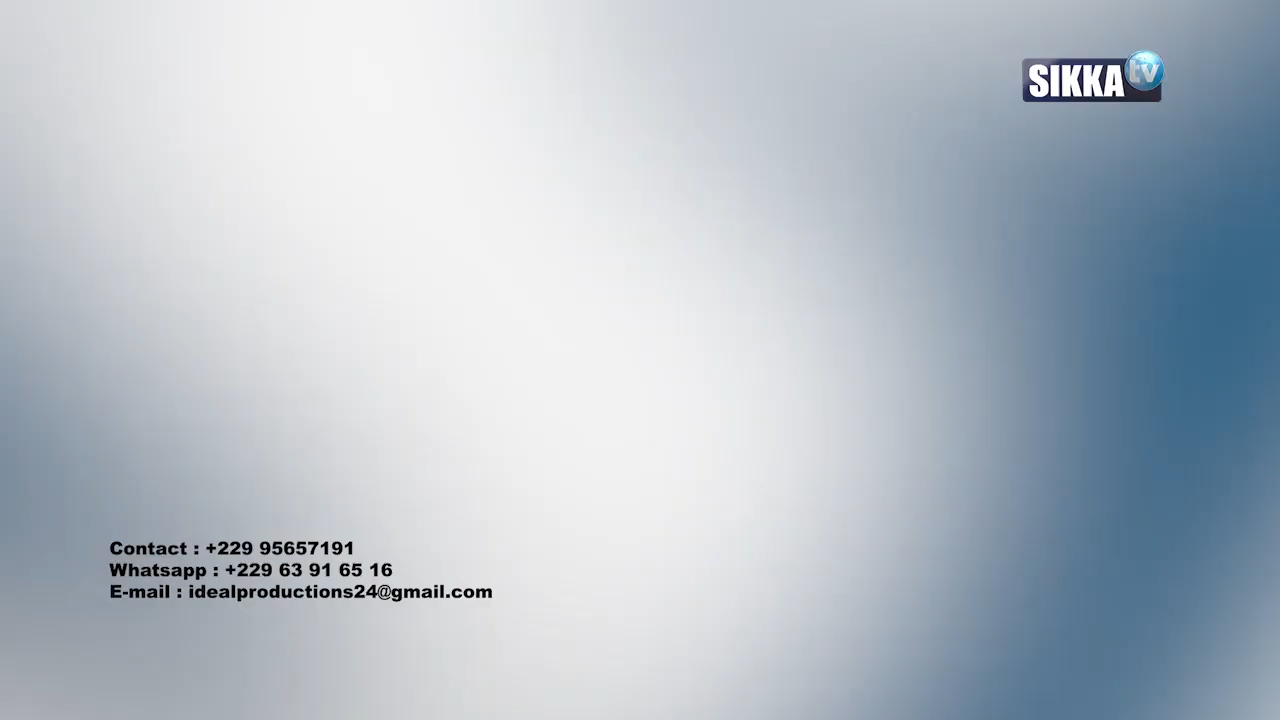 SIKKA tv
Contact : +229 95657191
Whatsapp : +229 63 91 65 16
E-mail : idealproductions24@gmail.com